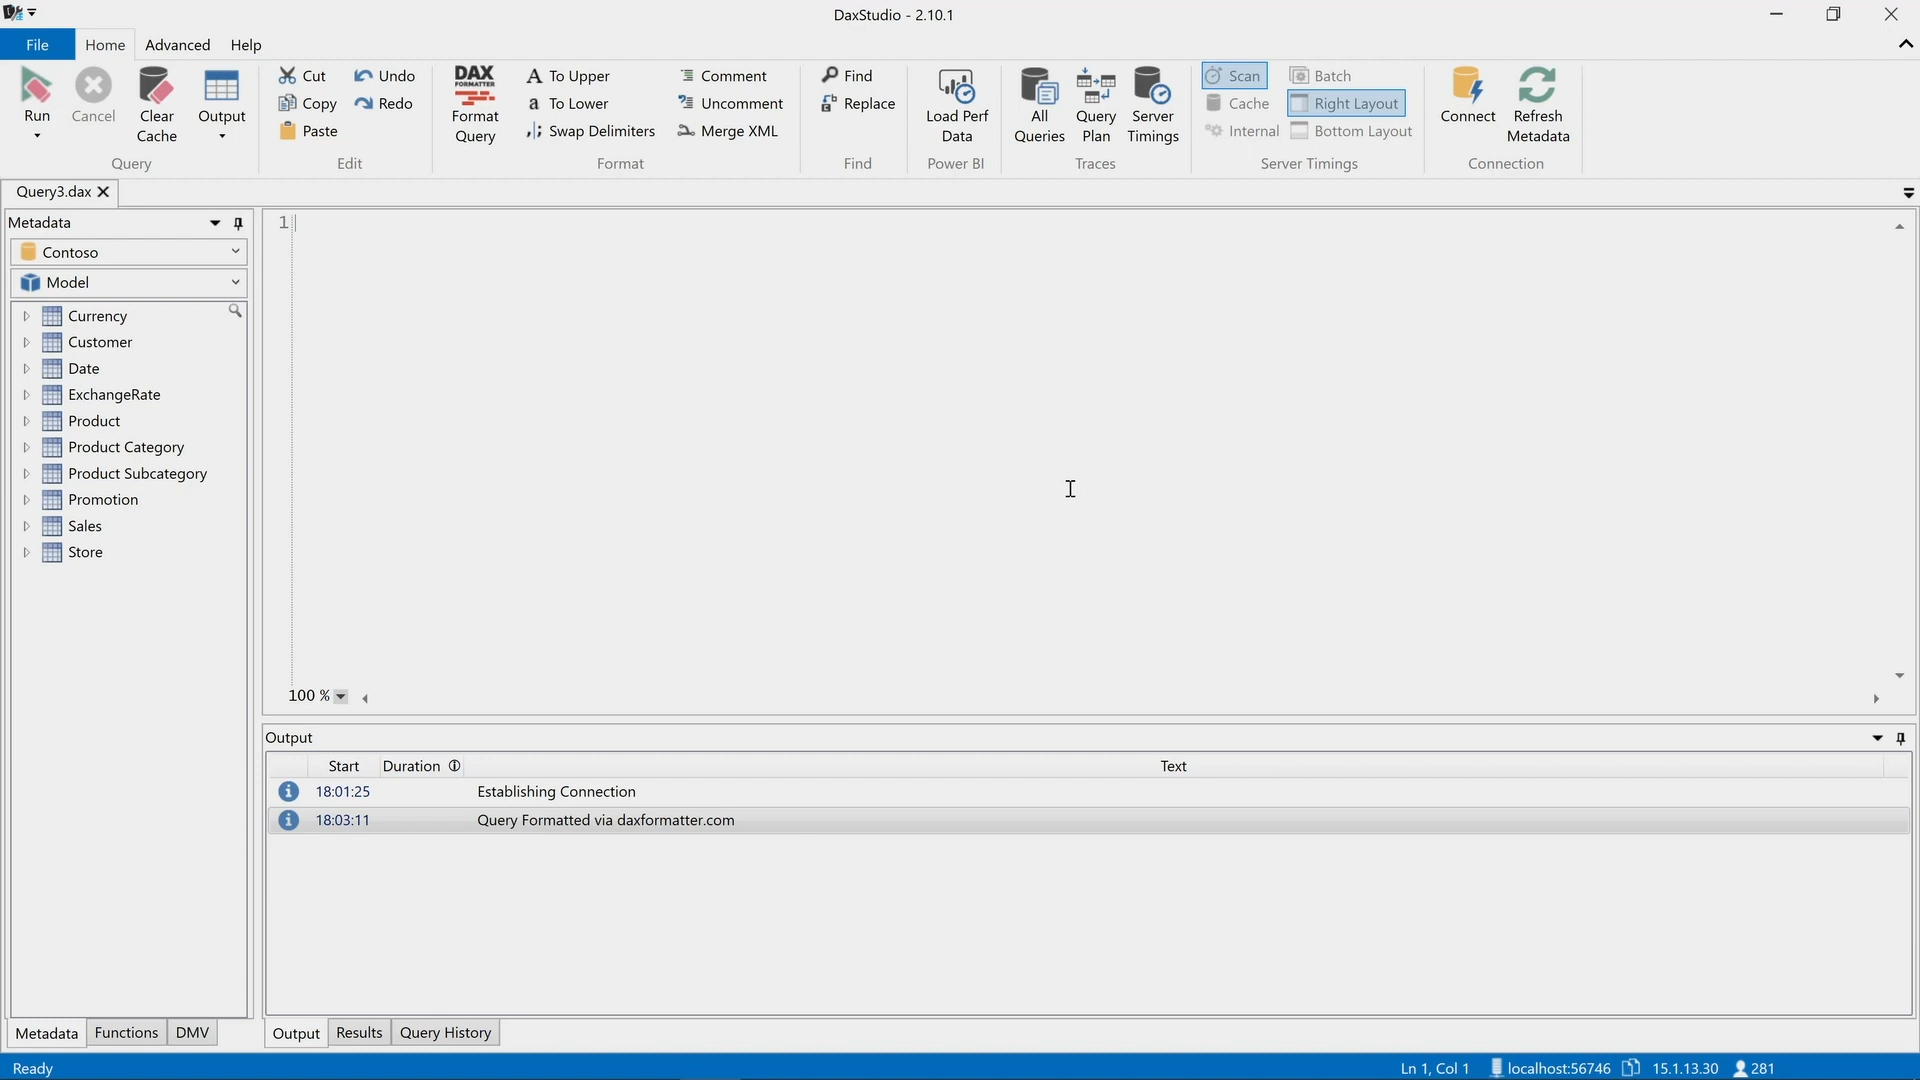 DaxStudio - 2.10.1
File Home Advanced Help
Run
Cancel
Clear Cache
Output
Query
Cut
Copy
Paste
Undo
Redo
Edit
DAX
FORMATTER
Format Query
To Upper
To Lower
Swap Delimiters
Comment
Uncomment
Merge XML
Format
Find
Replace
Find
Load Perf Data
Power BI
All Queries
Query Plan
Server Timings
Traces
Scan
Cache
Internal
Batch
Right Layout
Bottom Layout
Server Timings
Connect
Refresh Metadata
Connection
Query3.dax
Metadata
Contoso
Model
Currency
Customer
Date
ExchangeRate
Product
Product Category
Product Subcategory
Promotion
Sales
Store
Metadata Functions DMV
1
100 %
Output
Start Duration Text
18:01:25 Establishing Connection
18:03:11 Query Formatted via daxformatter.com
Output Results Query History
Ready Ln 1, Col 1 localhost:56746 15.1.13.30 281